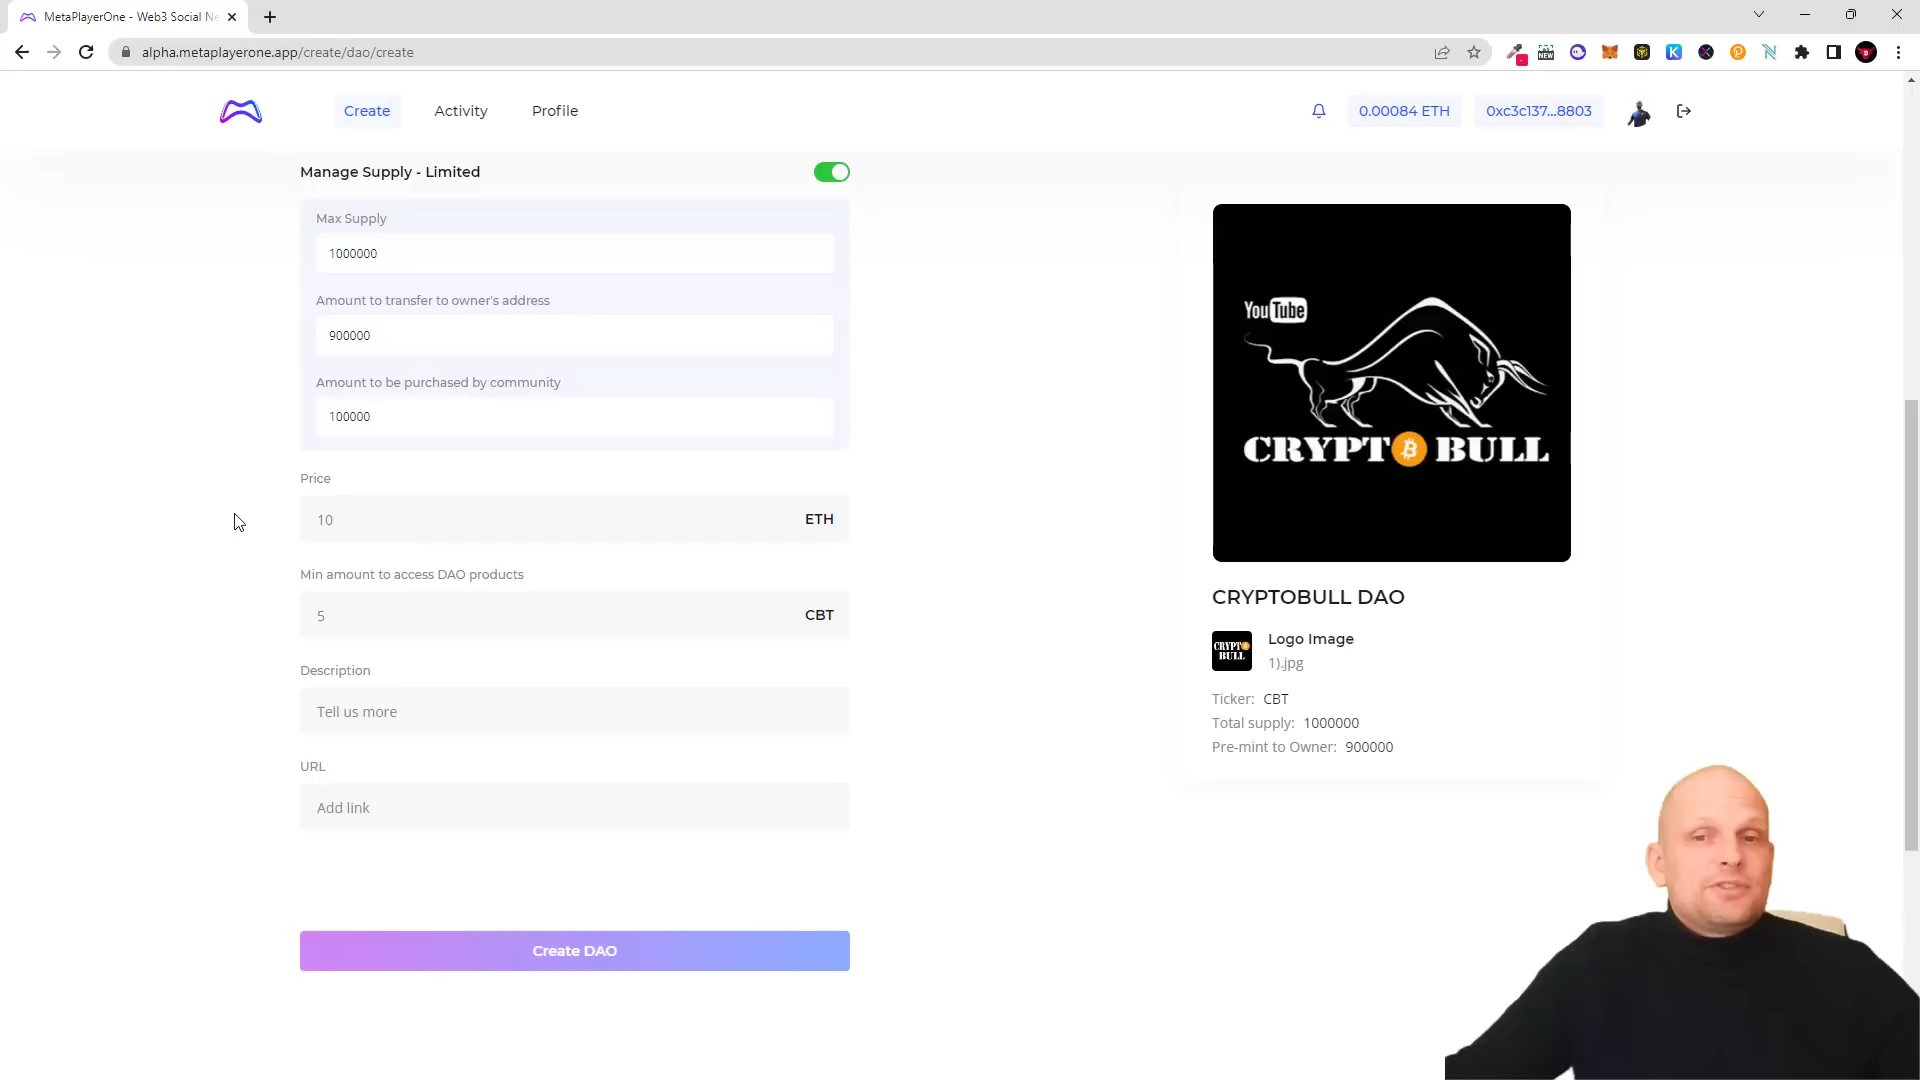 MetaPlayerOne - Web3 Social Ne
alpha.metaplayerone.app/create/dao/create
NEW
Create
Activity
Profile
0.00084 ETH
0xc3c137...8803
Manage Supply - Limited
Max Supply
1000000
Amount to transfer to owner's address
900000
Amount to be purchased by community
100000
Price
10
ETH
Min amount to access DAO products
5
CBT
Description
Tell us more
URL
Add link
Create DAO
YouTube
CRYPTOBULL
CRYPTOBULL DAO
CRYPTO
BULL
Logo Image
1).jpg
Ticker: CBT
Total supply: 1000000
Pre-mint to Owner: 900000